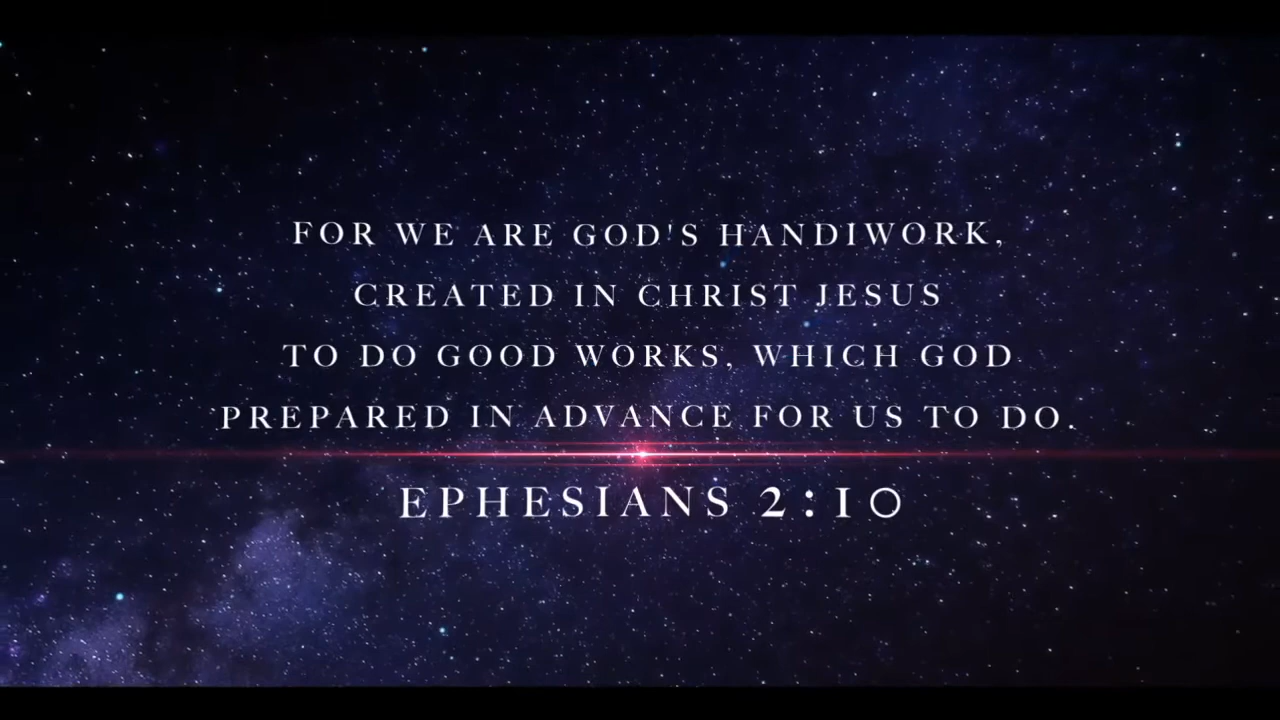 FOR WE ARE GOD'S HANDIWORK,
CREATED IN CHRIST JESUS
TO DO GOOD WORKS, WHICH GOD
PREPARED IN ADVANCE FOR US TO DO.
EPHESIANS 2:10